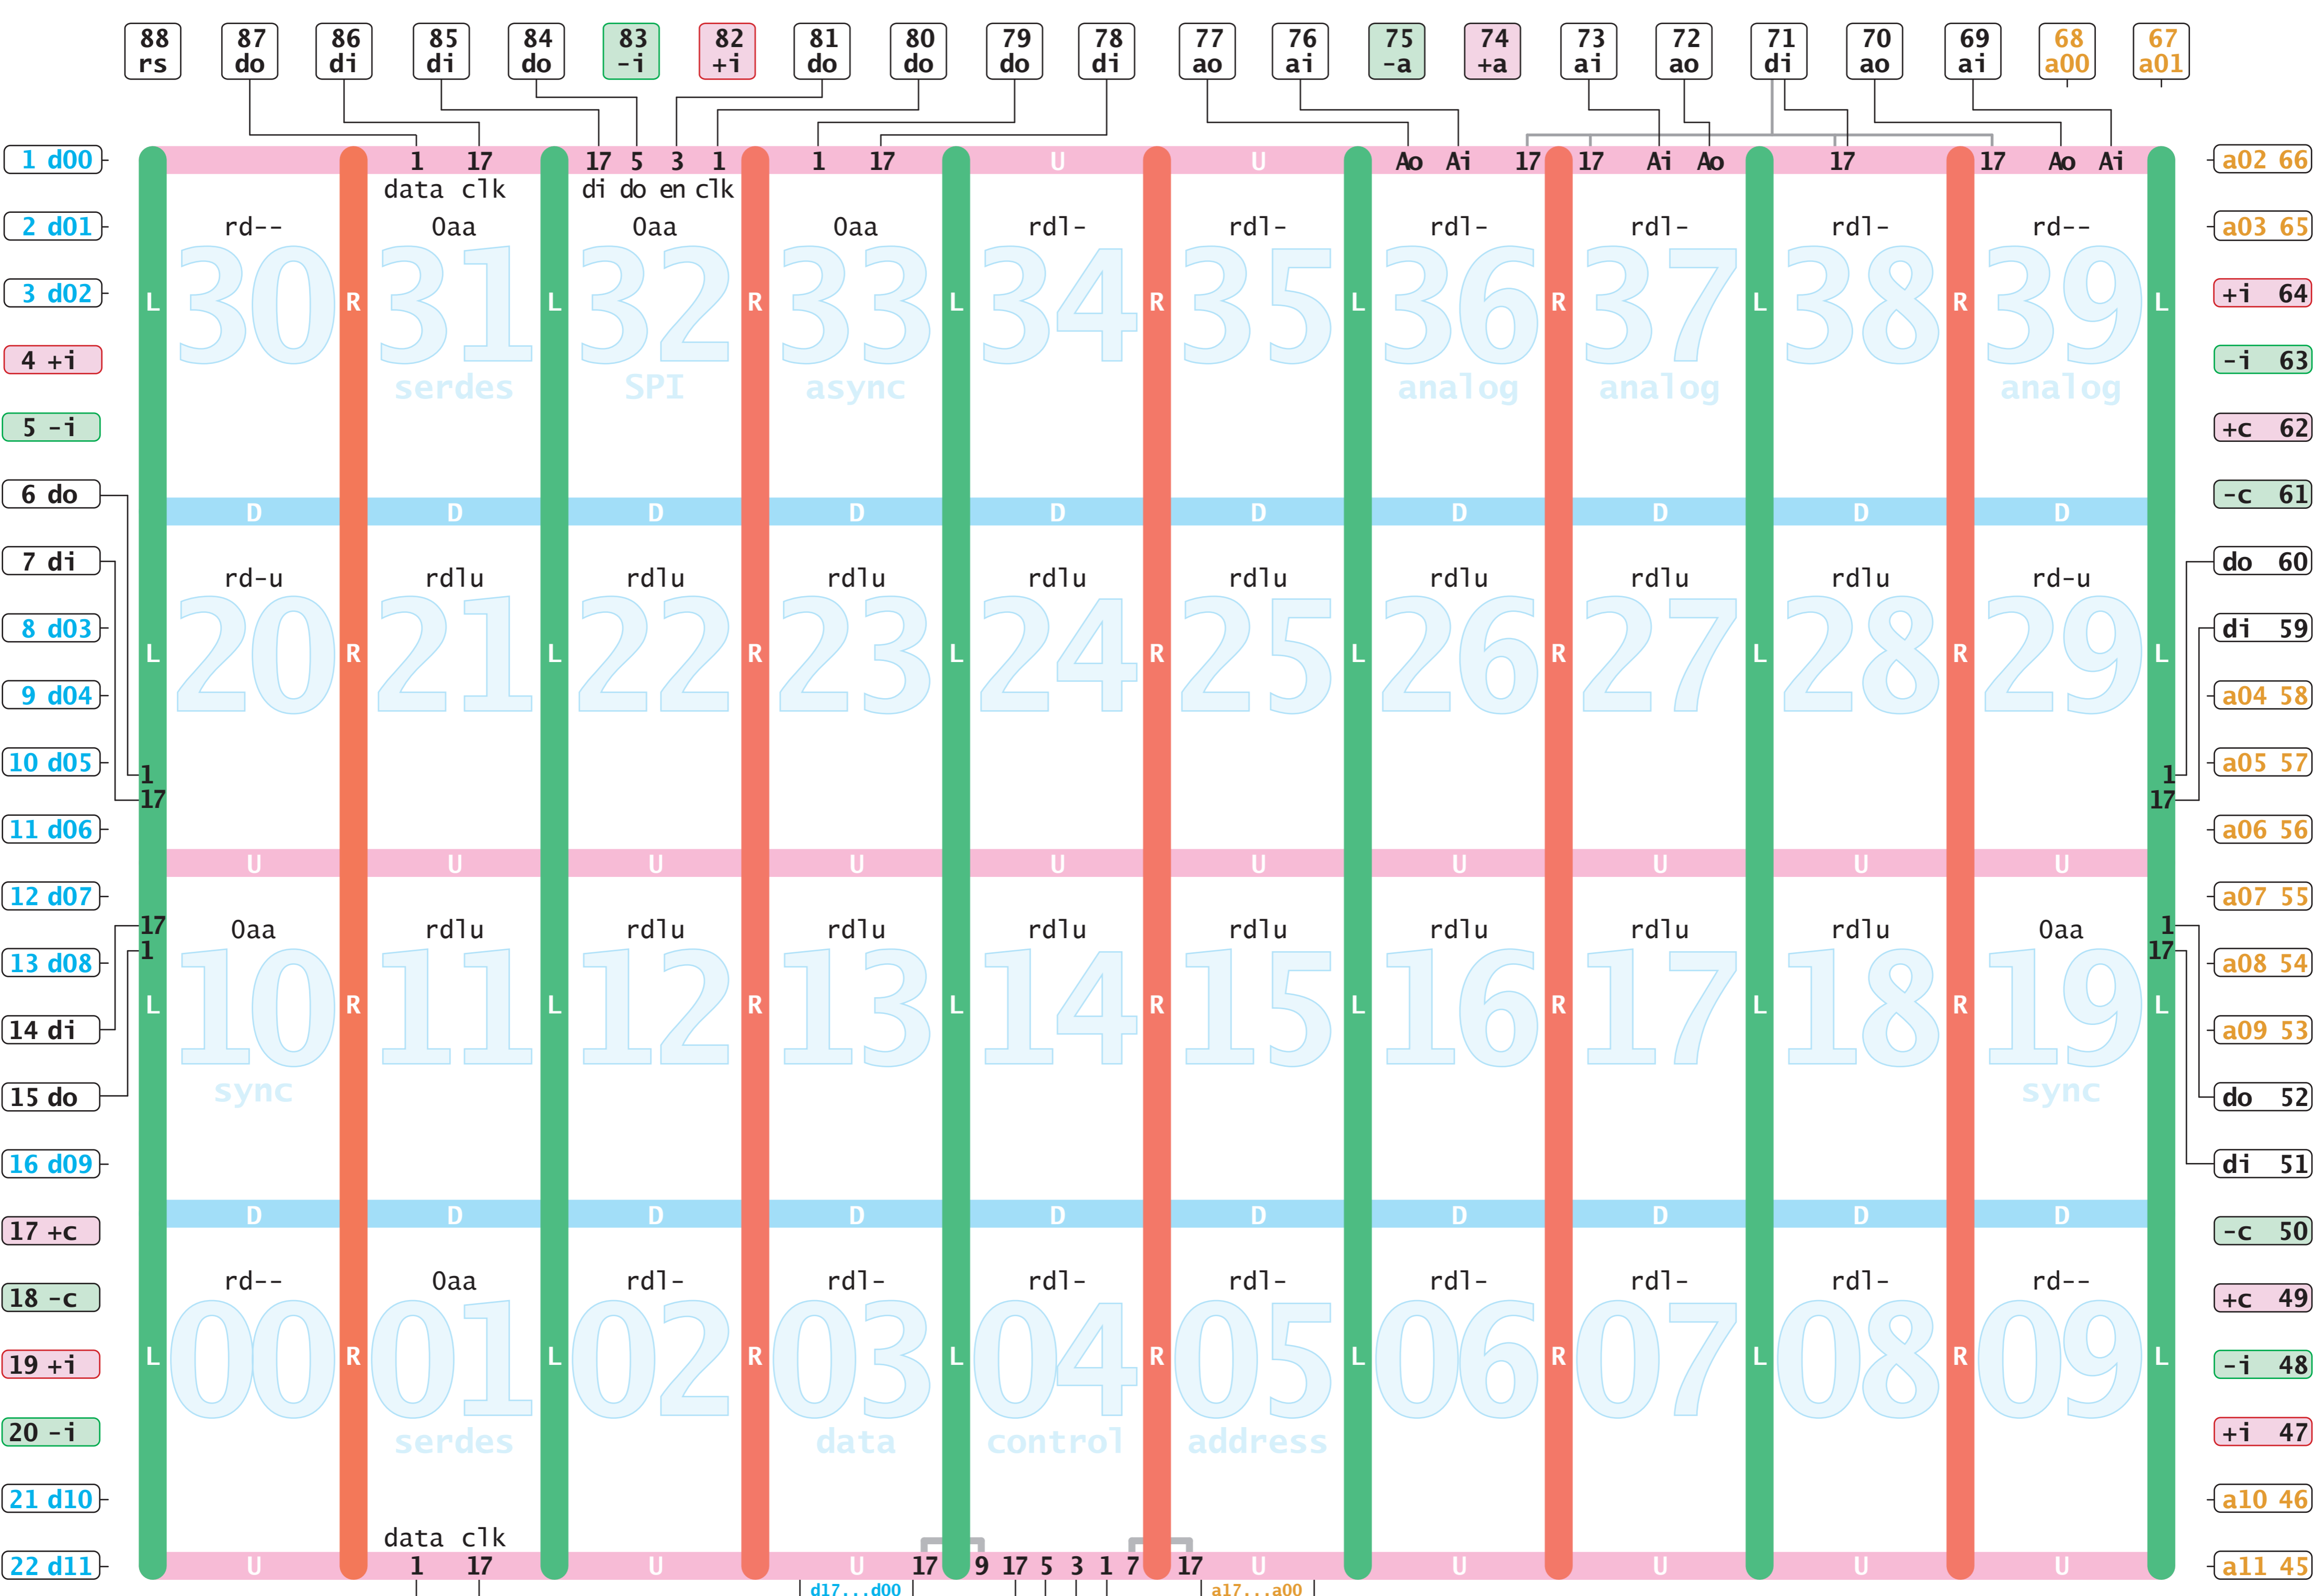 88 87 86 85 84 83 82 81 80 79 78 77 76 75 74 73 72 71 70 69 68 67
rs do di di do -i +i do do do di ao ai -a +a ai ao di ao ai a00 a01
1 d00 1 17 17 5 3 1 1 17 U U Ao Ai 17 17 Ai Ao 17 17 Ao Ai a02 66
data clk di do en clk
2 d01 rd-- 0aa 0aa 0aa rdl- rdl- rdl- rdl- rdl- rd-- a03 65
3 d02 L 30 R 31 L 32 R 33 L 34 R 35 L 36 R 37 L 38 R 39 L +i 64
4 +i -i 63
serdes SPI async analog analog analog
5 -i +c 62
6 do -c 61
D D D D D D D D D D
7 di do 60
rd-u rdlu rdlu rdlu rdlu rdlu rdlu rdlu rdlu rd-u
8 d03 di 59
L 20 R 21 L 22 R 23 L 24 R 25 L 26 R 27 L 28 R 29 L
9 d04 a04 58
10 d05 a05 57
1 1
17 17
11 d06 a06 56
U U U U U U U U U U
12 d07 a07 55
17 1
0aa rdlu rdlu rdlu rdlu rdlu rdlu rdlu rdlu 0aa
1 17
13 d08 a08 54
L 10 R 11 L 12 R 13 L 14 R 15 L 16 R 17 L 18 R 19 L
14 di a09 53
sync sync
15 do do 52
16 d09 di 51
D D D D D D D D D D
17 +c -c 50
rd-- 0aa rdl- rdl- rdl- rdl- rdl- rdl- rdl- rd--
18 -c +c 49
L 00 R 01 L 02 R 03 L 04 R 05 L 06 R 07 L 08 R 09 L
19 +i -i 48
20 -i +i 47
serdes data control address
21 d10 a10 46
data clk
22 d11 U 1 17 U U 17 9 17 5 3 1 7 17 U U U U U a11 45
d17...d00 a17...a00